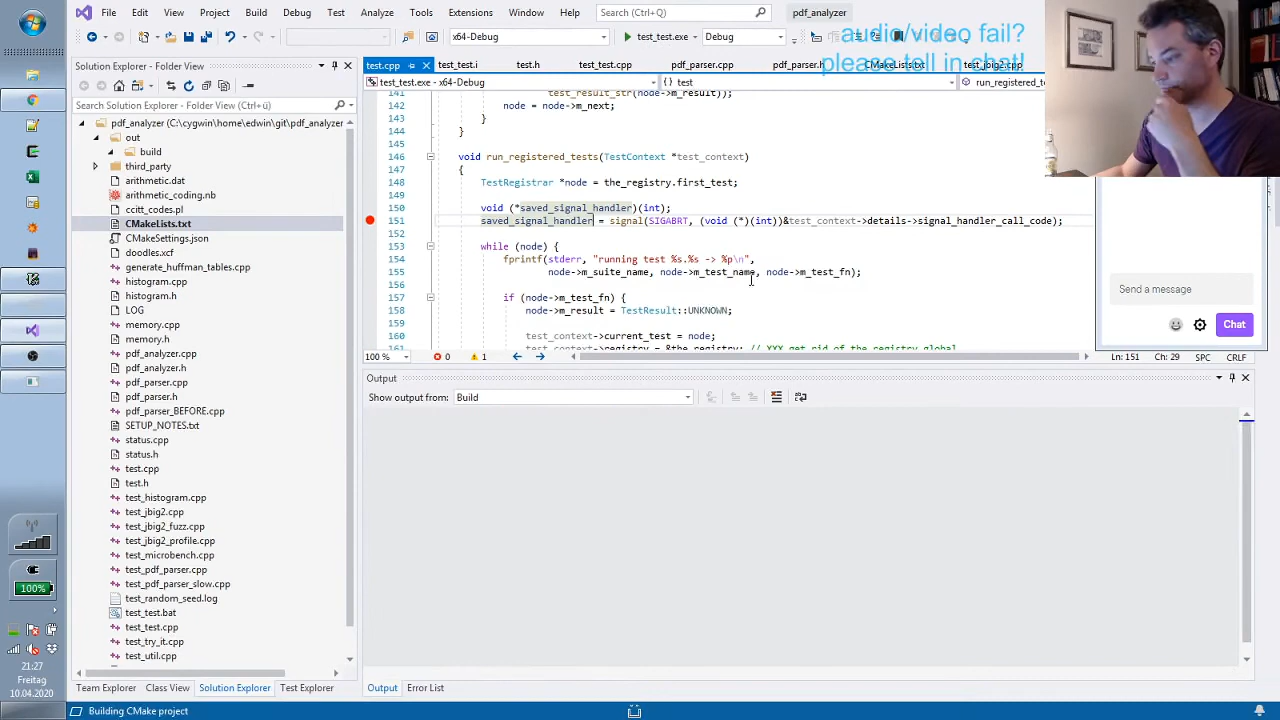 File Edit View Project Build Debug Test Analyze Tools Extensions Window Help Search (Ctrl+Q) pdf_analyzer
audio/video fail?
please tell in chat!
x64-Debug test_test.exe Debug
Solution Explorer - Folder View
Search Solution Explorer - Folder View (Ctrl+ü)
pdf_analyzer (C:\cygwin\home\edwin\git\pdf_analyzer
out
build
third_party
arithmetic.dat
arithmetic_coding.nb
ccitt_codes.pl
CMakeLists.txt
CMakeSettings.json
doodles.xcf
generate_huffman_tables.cpp
histogram.cpp
histogram.h
LOG
memory.cpp
memory.h
pdf_analyzer.cpp
pdf_analyzer.h
pdf_parser.cpp
pdf_parser.h
pdf_parser_BEFORE.cpp
SETUP_NOTES.txt
status.cpp
status.h
test.cpp
test.h
test_histogram.cpp
test_jbig2.cpp
test_jbig2_fuzz.cpp
test_jbig2_profile.cpp
test_microbench.cpp
test_pdf_parser.cpp
test_pdf_parser_slow.cpp
test_random_seed.log
test_test.bat
test_test.cpp
test_try_it.cpp
test_util.cpp
Team Explorer Class View Solution Explorer Test Explorer
test.cpp test_test.i test.h test_test.cpp pdf_parser.cpp pdf_parser.h CMakeLists.txt test_jbig2.cpp
test_test.exe - x64-Debug {} test run_registered_tests(
141 test_result_str(node->m_result));
142 node = node->m_next;
143 }
144 }
145
146 void run_registered_tests(TestContext *test_context)
147 {
148 TestRegistrar *node = the_registry.first_test;
149
150 void (*saved_signal_handler)(int);
151 saved_signal_handler = signal(SIGABRT, (void (*)(int))&test_context->details->signal_handler_call_code);
152
153 while (node) {
154 fprintf(stderr, "running test %s.%s -> %p\n",
155 node->m_suite_name, node->m_test_name, node->m_test_fn);
156
157 if (node->m_test_fn) {
158 node->m_result = TestResult::UNKNOWN;
159
160 test_context->current_test = node;
161 test_context->registry = &the_registry; // XXX get rid of the registry global
100 % 0 1 Ln: 151 Ch: 29 SPC CRLF
Output
Show output from: Build
Output Error List
Send a message
Chat
100%
21:27
Freitag
10.04.2020
Building CMake project